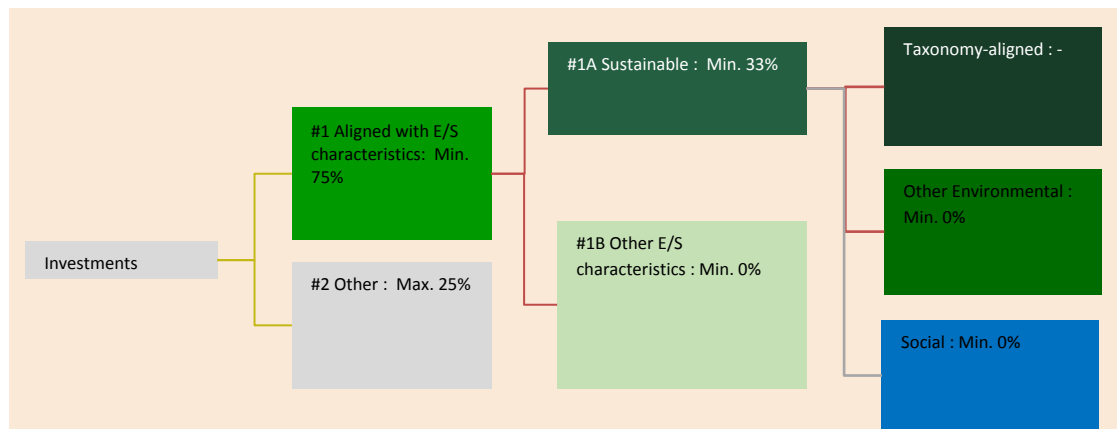 Investments
#1 Aligned with E/S
characteristics:  Min.
75%
#2 Other :  Max. 25%
#1A Sustainable :  Min. 33%
#1B Other E/S
characteristics : Min. 0%
Taxonomy-aligned : -
Other Environmental :
Min. 0%
Social : Min. 0%